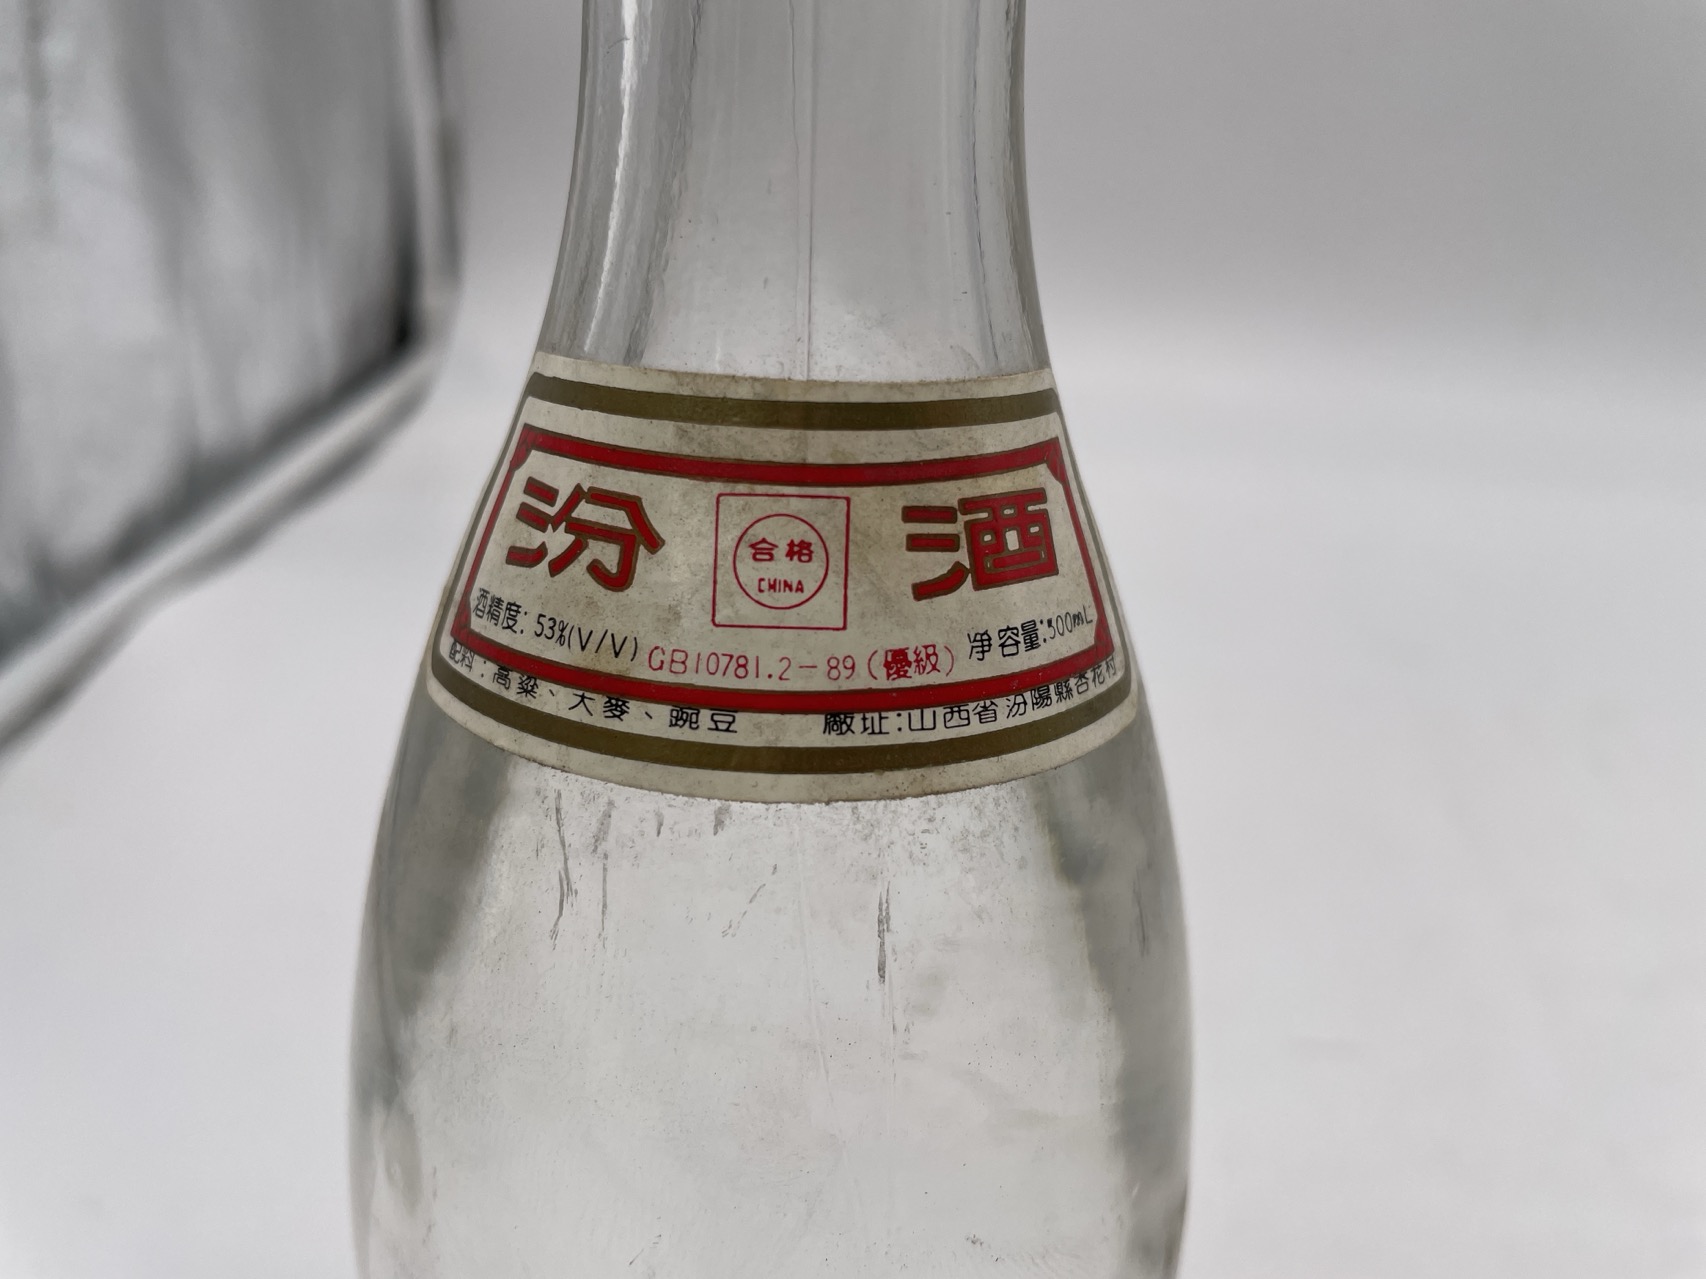 汾 酒
合格
CHINA
酒精度：53%(V/V) GB10781.2-89（優級） 净容量：500mL
配料：高粱、大麥、豌豆 廠址：山西省汾陽縣杏花村